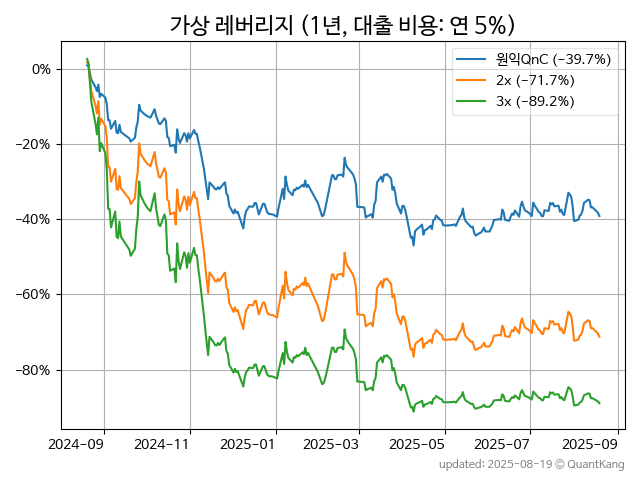 가상 레버리지 (1년, 대출 비용: 연 5%)
원익QnC (−39.7%)
2x (−71.7%)
3x (−89.2%)
0%
−20%
−40%
−60%
−80%
2024-09 2024-11 2025-01 2025-03 2025-05 2025-07 2025-09
updated: 2025-08-19 © QuantKang